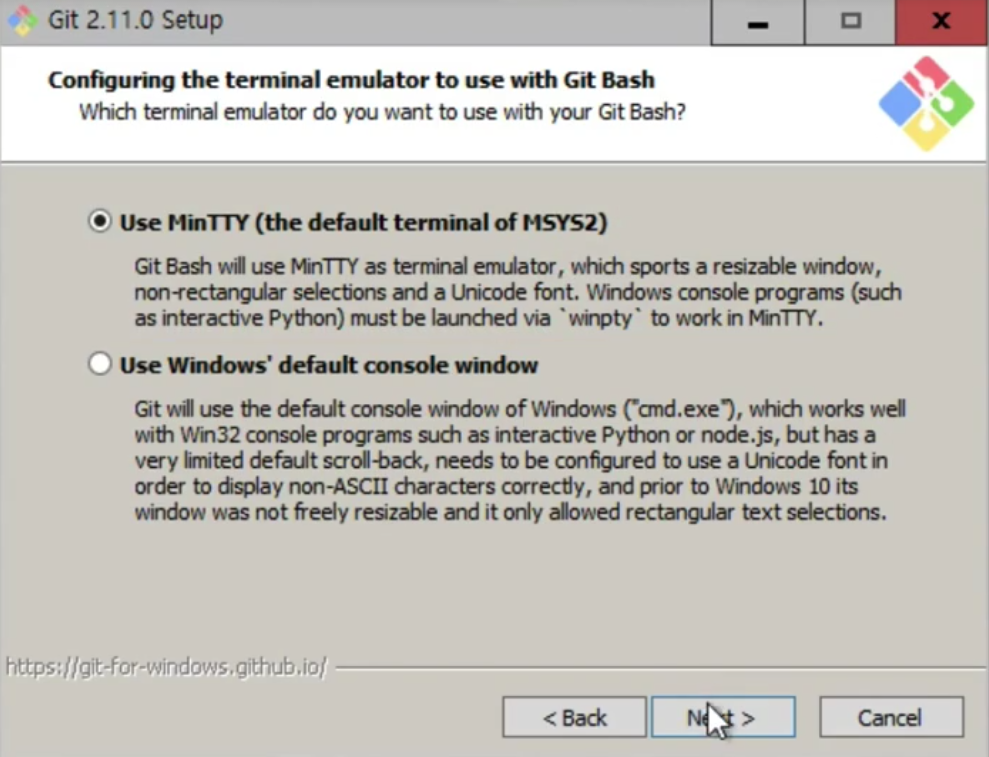 Git 2.11.0 Setup
Configuring the terminal emulator to use with Git Bash
Which terminal emulator do you want to use with your Git Bash?
Use MinTTY (the default terminal of MSYS2)
Git Bash will use MinTTY as terminal emulator, which sports a resizable window,
non-rectangular selections and a Unicode font. Windows console programs (such
as interactive Python) must be launched via `winpty` to work in MinTTY.
Use Windows' default console window
Git will use the default console window of Windows ("cmd.exe"), which works well
with Win32 console programs such as interactive Python or node.js, but has a
very limited default scroll-back, needs to be configured to use a Unicode font in
order to display non-ASCII characters correctly, and prior to Windows 10 its
window was not freely resizable and it only allowed rectangular text selections.
https://git-for-windows.github.io/
< Back
Next >
Cancel